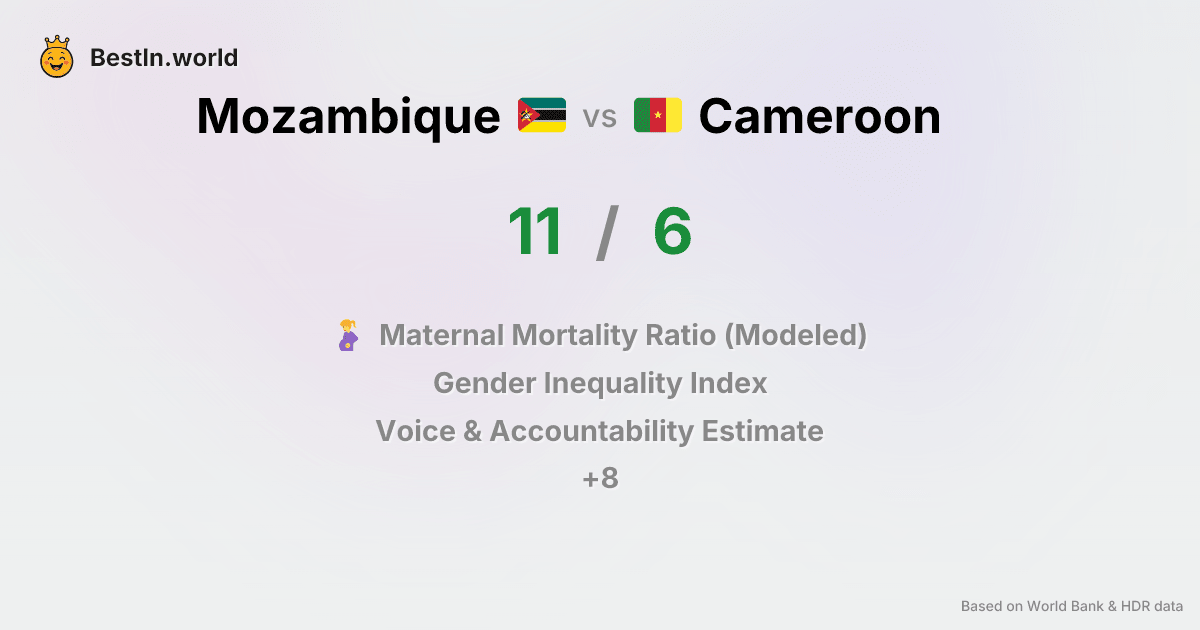 BestIn.world
Mozambique vs Cameroon
11 / 6
Maternal Mortality Ratio (Modeled)
Gender Inequality Index
Voice & Accountability Estimate
+8
Based on World Bank & HDR data